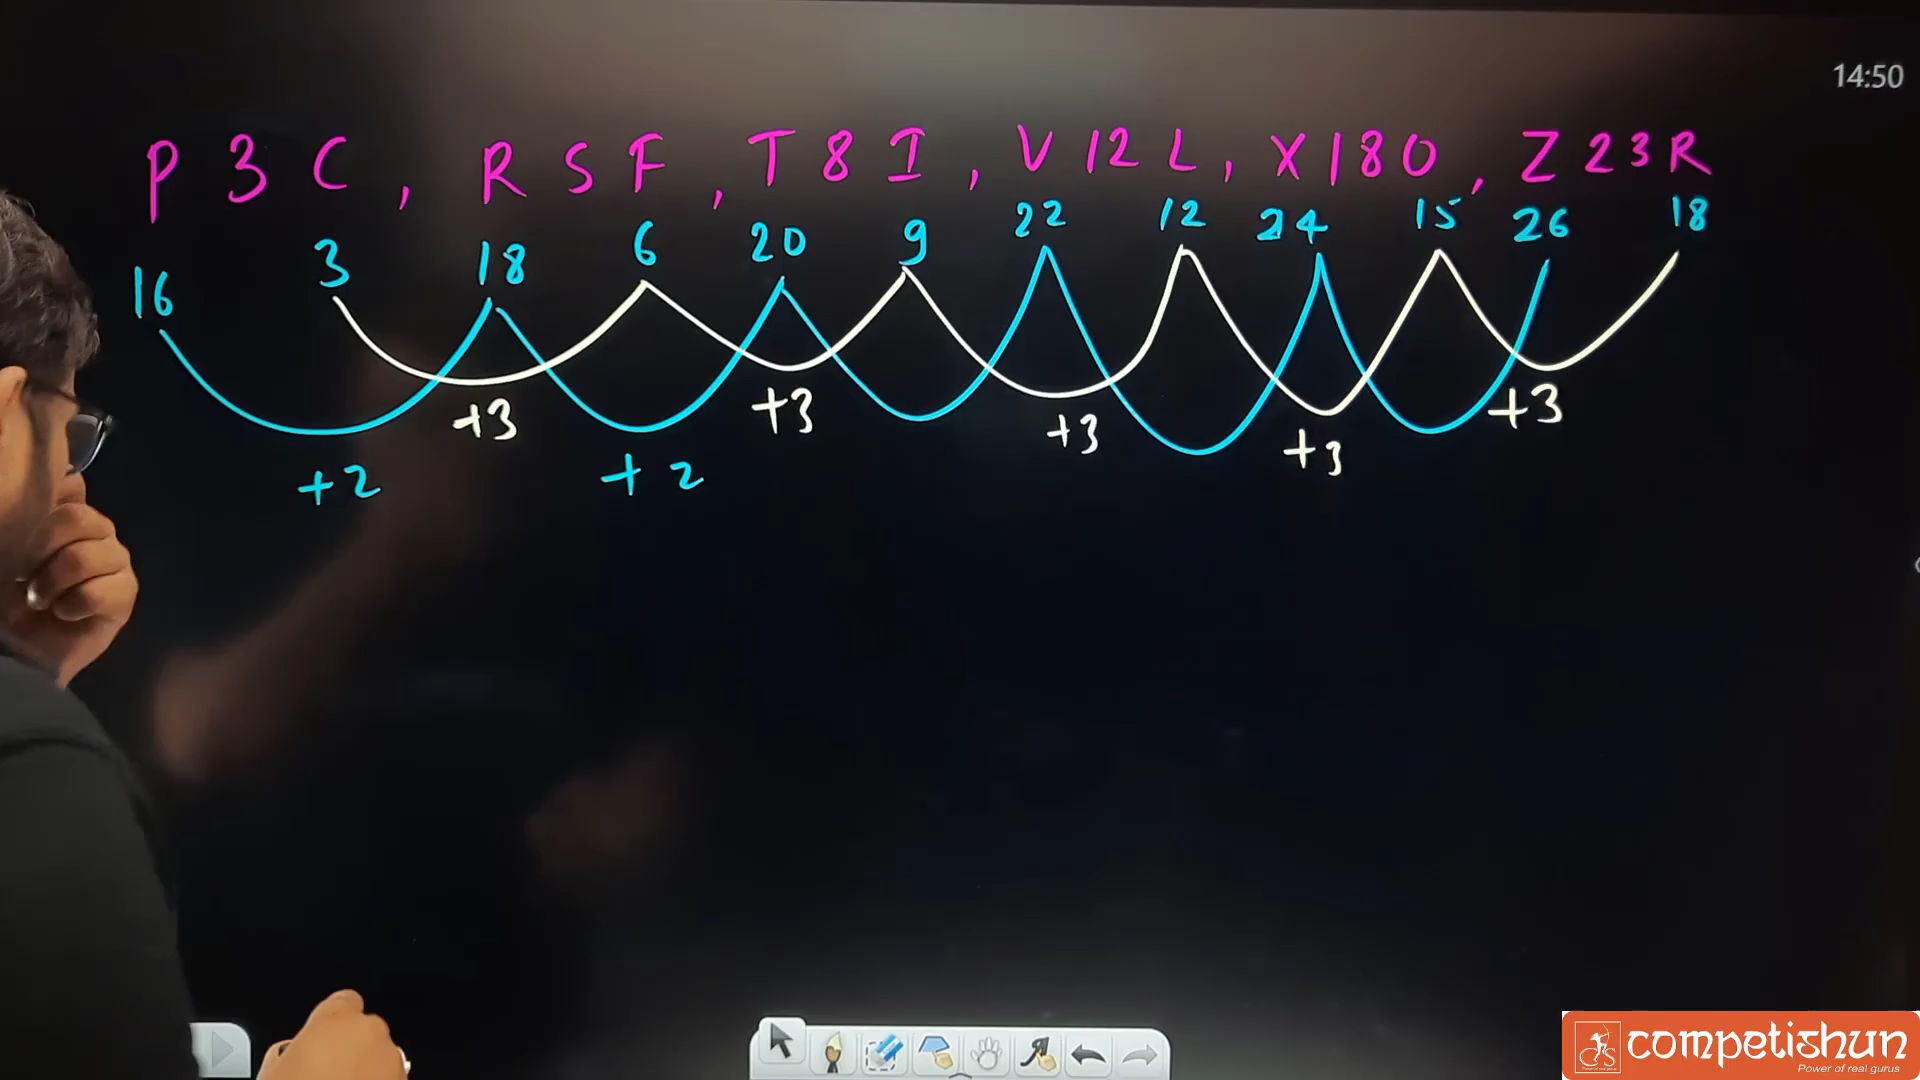 14:50
P 3 C , R S F , T 8 I , V 12 L , X 18 O , Z 23 R
16 3 18 6 20 9 22 12 24 15 26 18
+3 +3 +3 +3 +3
+2 +2
competishun
Power of real gurus